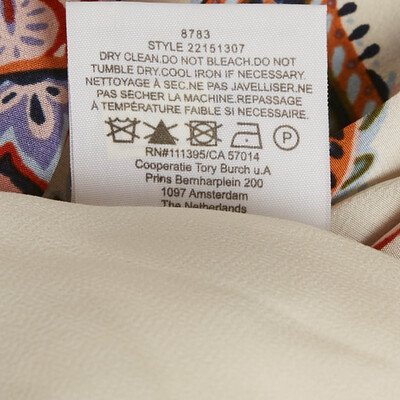 8783
STYLE 22151307
DRY CLEAN.DO NOT BLEACH.DO NOT
TUMBLE DRY.COOL IRON IF NECESSARY.
NETTOYAGE À SEC.NE PAS JAVELLISER.NE
PAS SÉCHER LA MACHINE.REPASSAGE
À TEMPÉRATURE FAIBLE SI NÉCESSAIRE.
P
RN#111395/CA 57014
Cooperatie Tory Burch u.A
Prins Bernharplein 200
1097 Amsterdam
The Netherlands